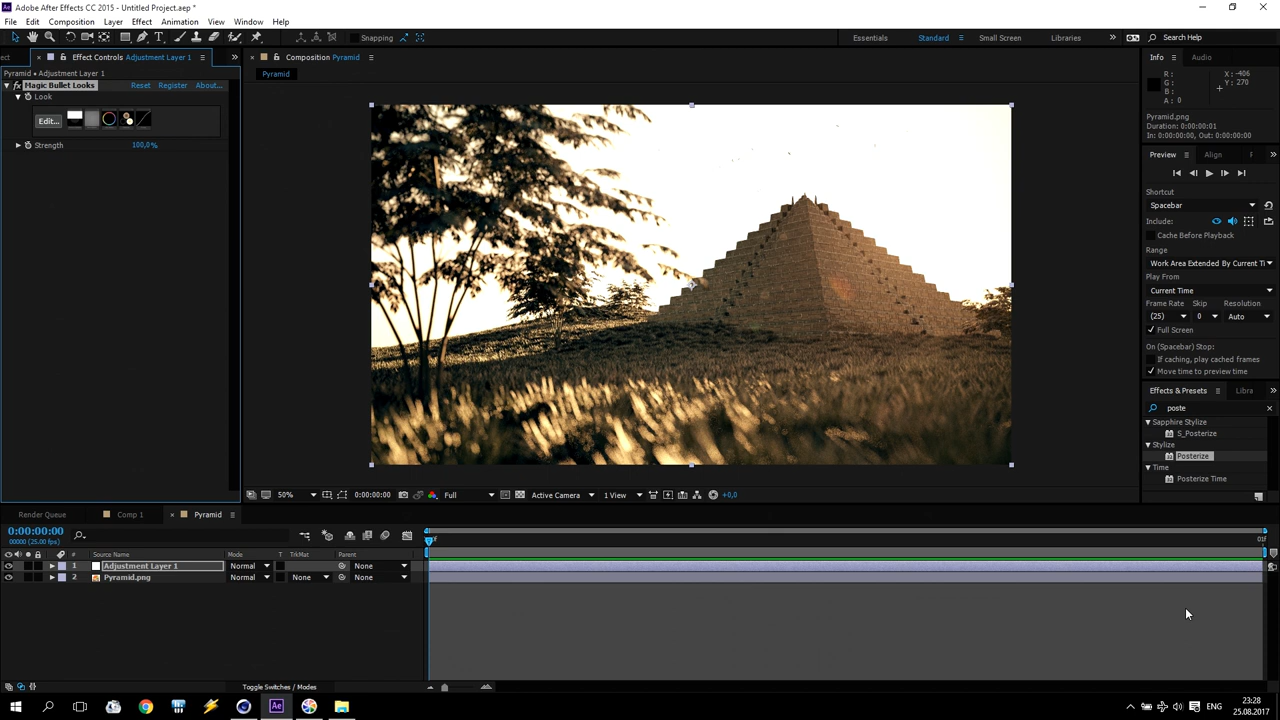 Adobe After Effects CC 2015 - Untitled Project.aep *
File Edit Composition Layer Effect Animation View Window Help
Snapping
Essentials Standard Small Screen Libraries Search Help
ect Effect Controls Adjustment Layer 1
Composition Pyramid
Info Audio
Pyramid • Adjustment Layer 1
Pyramid
Magic Bullet Looks Reset Register About...
Look
Edit...
Strength 100,0%
R :
G :
B :
A : 0
X : -406
Y : 270
Pyramid.png
Duration: 0:00:00:01
In: 0:00:00:00, Out: 0:00:00:00
Preview Align F
Shortcut
Spacebar
Include:
Cache Before Playback
Range
Work Area Extended By Current Ti
Play From
Current Time
Frame Rate Skip Resolution
(25) 0 Auto
Full Screen
On (Spacebar) Stop:
If caching, play cached frames
Move time to preview time
Effects & Presets Libra
poste
Sapphire Stylize
S_Posterize
Stylize
Posterize
Time
Posterize Time
50% 0:00:00:00 Full Active Camera 1 View +0,0
Render Queue Comp 1 Pyramid
0:00:00:00
00000 (25.00 fps)
01f
# Source Name Mode T TrkMat Parent
1 Adjustment Layer 1 Normal None
2 Pyramid.png Normal None None
Toggle Switches / Modes
Ae
ENG
23:28
25.08.2017